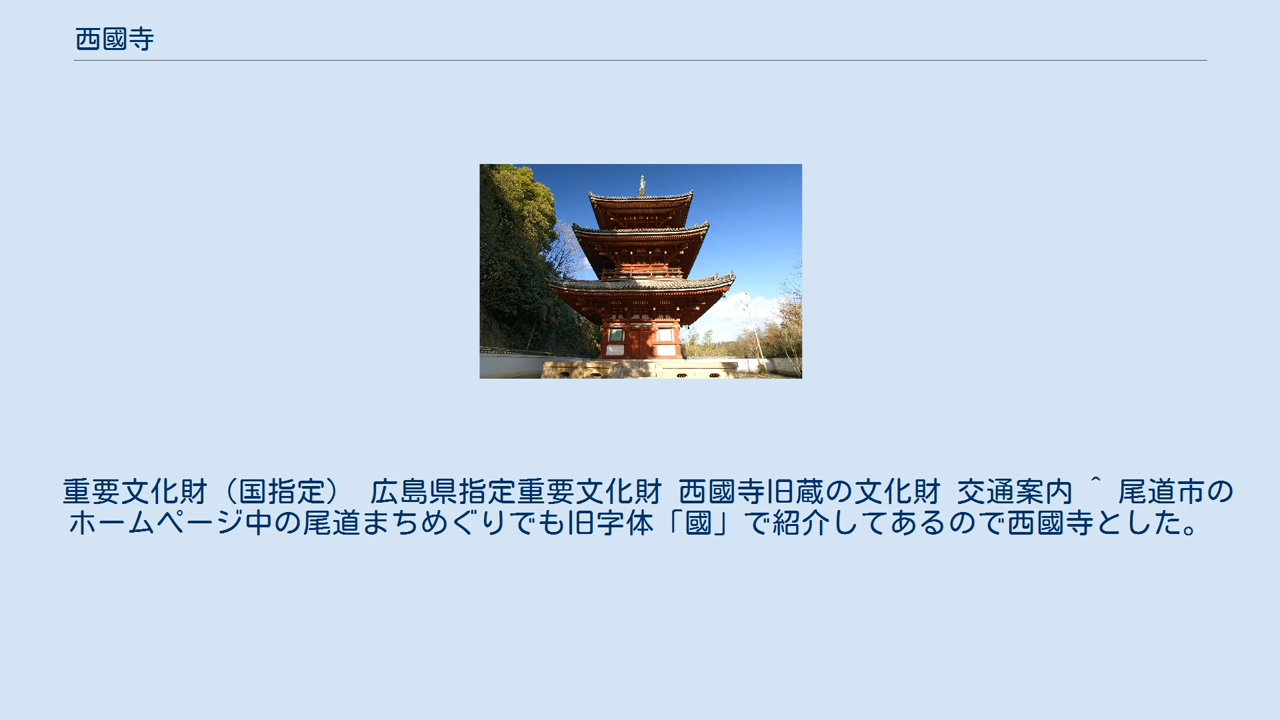 西國寺
重要文化財（国指定） 広島県指定重要文化財 西國寺旧蔵の文化財 交通案内 ^ 尾道市の
ホームページ中の尾道まちめぐりでも旧字体「國」で紹介してあるので西國寺とした。